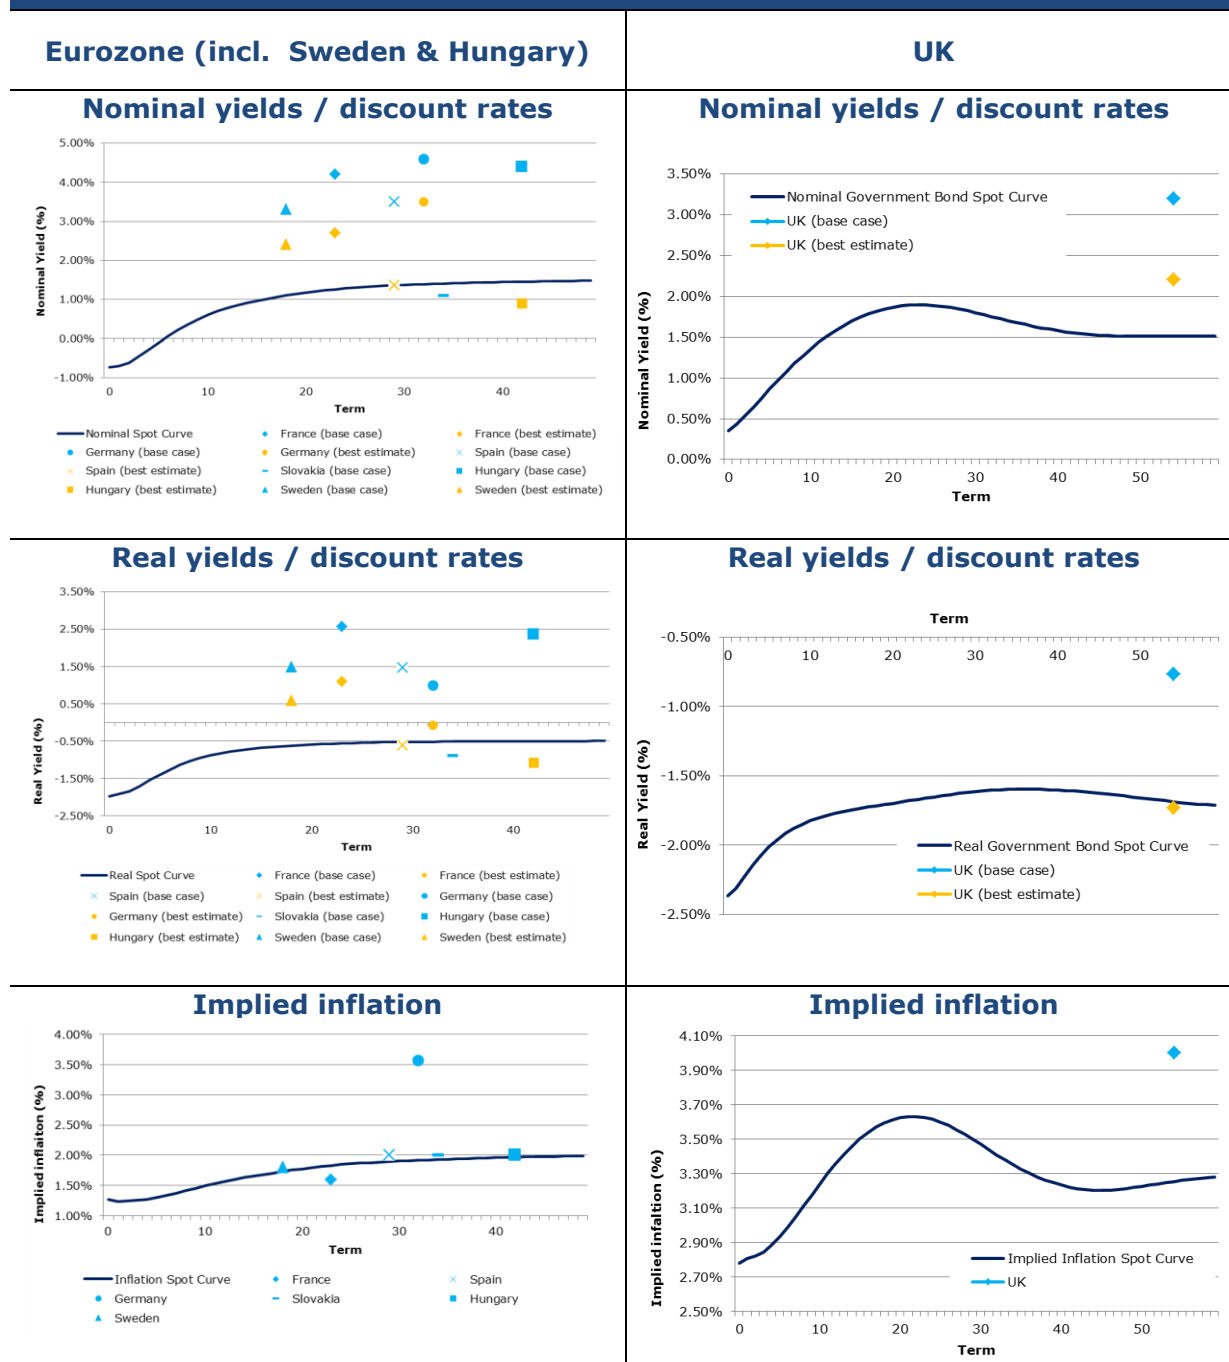 Eurozone (incl.  Sweden & Hungary)
UK
Nominal yields / discount rates
5.00%
4.00%
3.00%
2.00%
1.00%
0.00%
-1.00%
Nominal Yield (%)
0 10 20 30 40
Term
Nominal Spot Curve France (base case) France (best estimate)
Germany (base case) Germany (best estimate) Spain (base case)
Spain (best estimate) Slovakia (base case) Hungary (base case)
Hungary (best estimate) Sweden (base case) Sweden (best estimate)
Nominal yields / discount rates
3.50%
3.00%
2.50%
2.00%
1.50%
1.00%
0.50%
0.00%
Nominal Yield (%)
Nominal Government Bond Spot Curve
UK (base case)
UK (best estimate)
0 10 20 30 40 50
Term
Real yields / discount rates
3.50%
2.50%
1.50%
0.50%
-0.50%
-1.50%
-2.50%
Real Yield (%)
0 10 20 30 40
Term
Real Spot Curve France (base case) France (best estimate)
Spain (base case) Spain (best estimate) Germany (base case)
Germany (best estimate) Slovakia (base case) Hungary (base case)
Hungary (best estimate) Sweden (base case) Sweden (best estimate)
Real yields / discount rates
Term
0 10 20 30 40 50
-0.50%
-1.00%
-1.50%
-2.00%
-2.50%
Real Yield (%)
Real Government Bond Spot Curve
UK (base case)
UK (best estimate)
Implied inflation
4.00%
3.50%
3.00%
2.50%
2.00%
1.50%
1.00%
Implied inflaiton (%)
0 10 20 30 40
Term
Inflation Spot Curve France Spain
Germany Slovakia Hungary
Sweden
Implied inflation
4.10%
3.90%
3.70%
3.50%
3.30%
3.10%
2.90%
2.70%
2.50%
Implied infaltion (%)
Implied Inflation Spot Curve
UK
0 10 20 30 40 50
Term